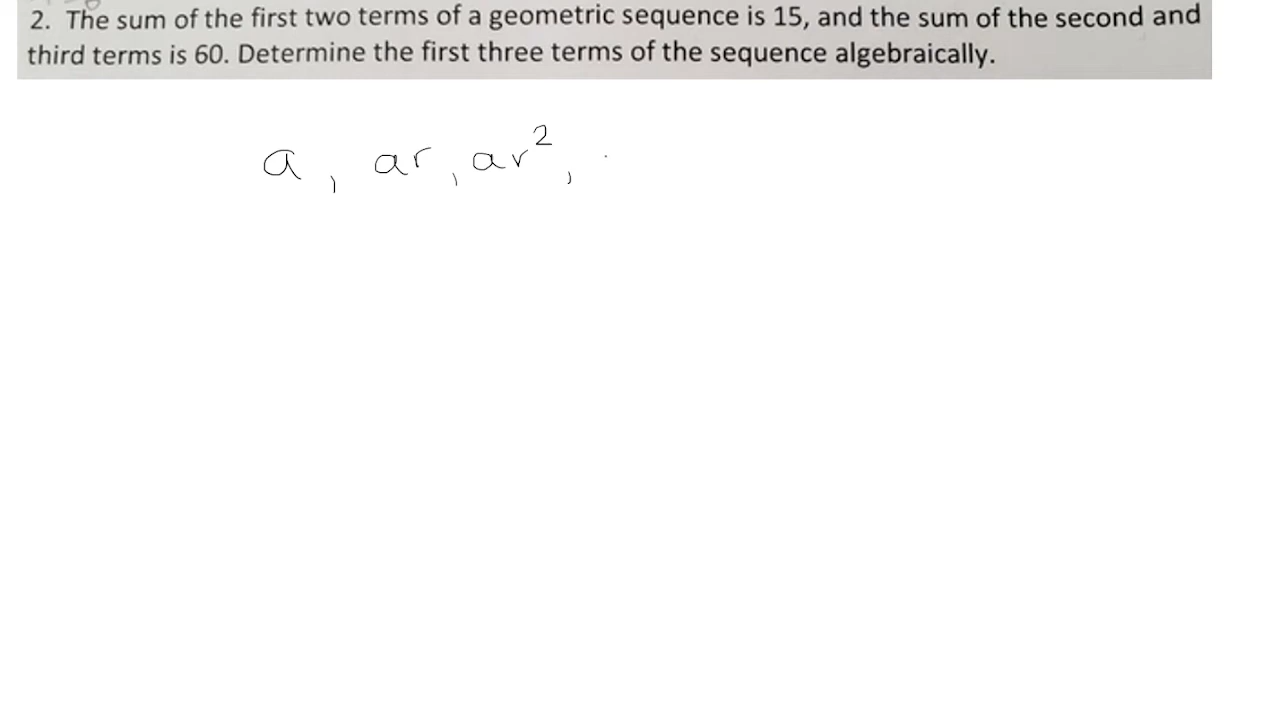 2. The sum of the first two terms of a geometric sequence is 15, and the sum of the second and
third terms is 60. Determine the first three terms of the sequence algebraically.
a, ar, ar², .